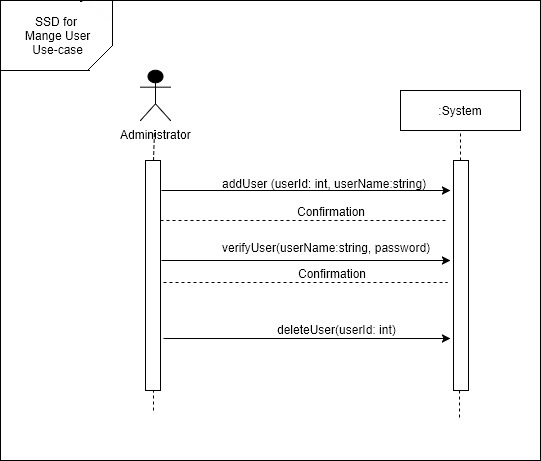 SSD for
Mange User
Use-case
Administrator
:System
addUser (userId: int, userName:string)
Confirmation
verifyUser(userName:string, password)
Confirmation
deleteUser(userId: int)